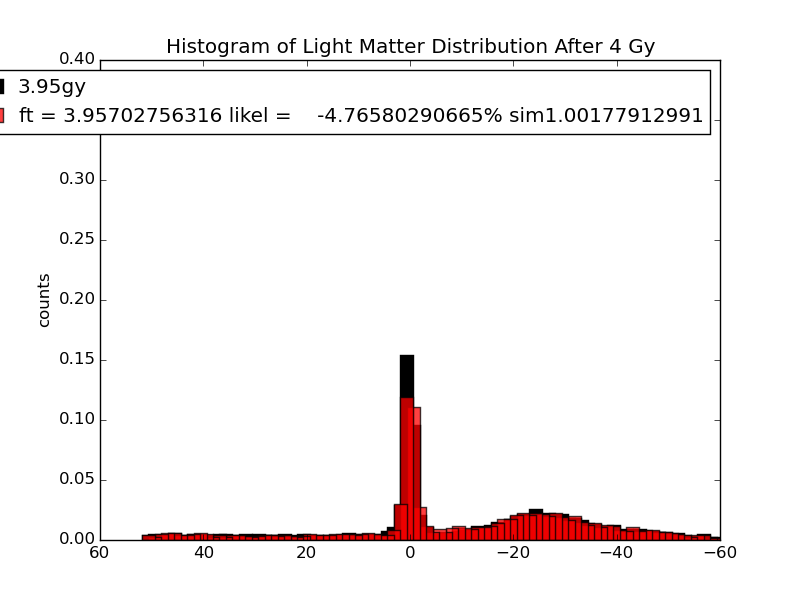 Histogram of Light Matter Distribution After 4 Gy
0.40
3.95gy
ft = 3.95702756316 likel = -4.76580290665% sim1.00177912991
0.30
0.25
0.20
0.15
0.10
0.05
0.00
counts
60 40 20 0 −20 −40 −60